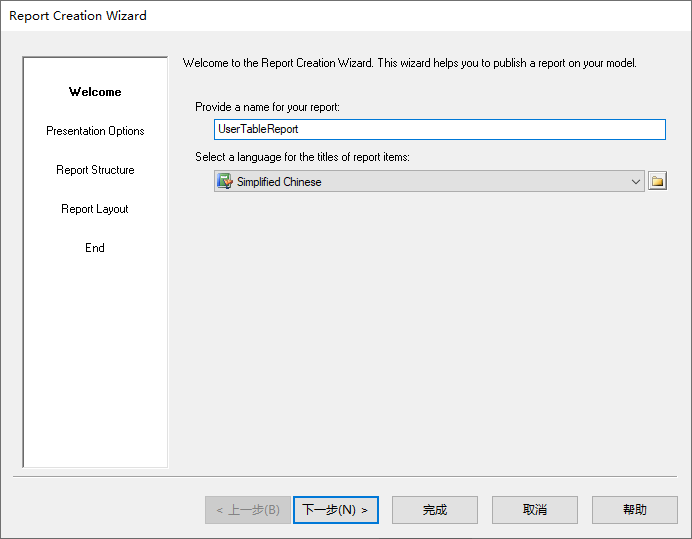 Report Creation Wizard
Welcome to the Report Creation Wizard. This wizard helps you to publish a report on your model.
Welcome
Presentation Options
Report Structure
Report Layout
End
Provide a name for your report:
UserTableReport
Select a language for the titles of report items:
Simplified Chinese
< 上一步(B)
下一步(N) >
完成
取消
帮助